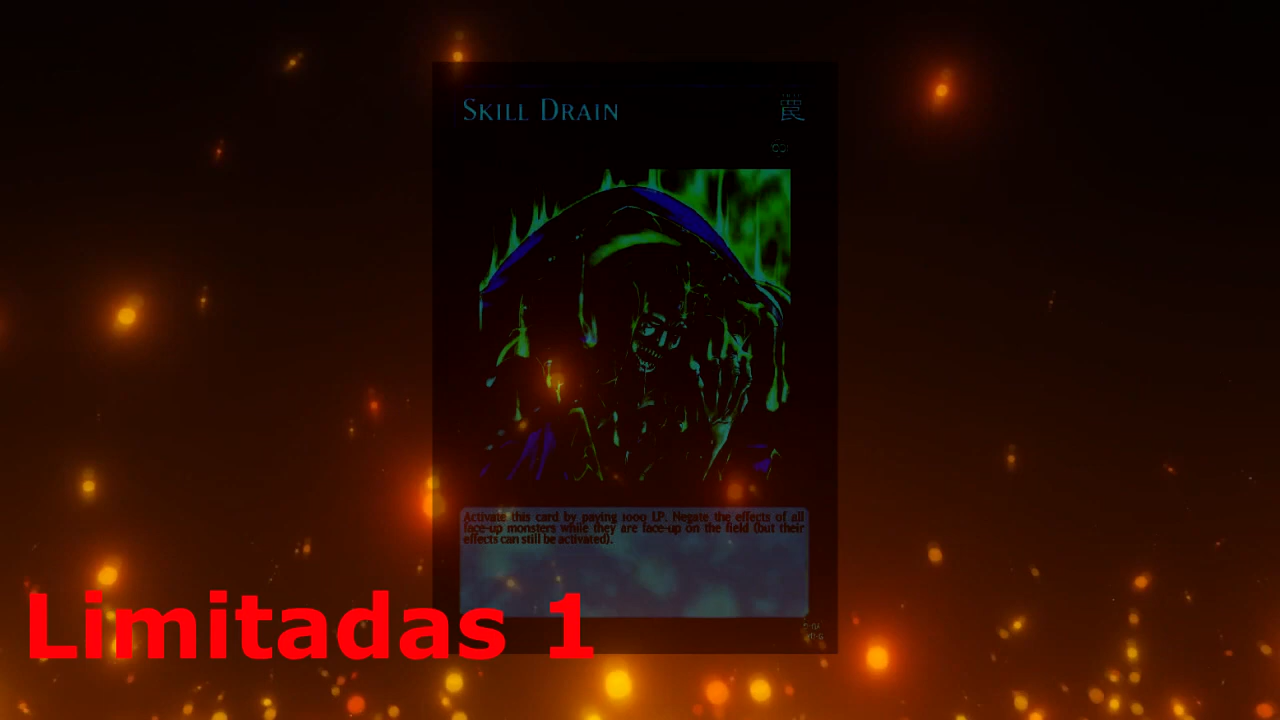 Skill Drain
罠
Activate this card by paying 1000 LP. Negate the effects of all
face-up monsters while they are face-up on the field (but their
effects can still be activated).
Limitadas 1